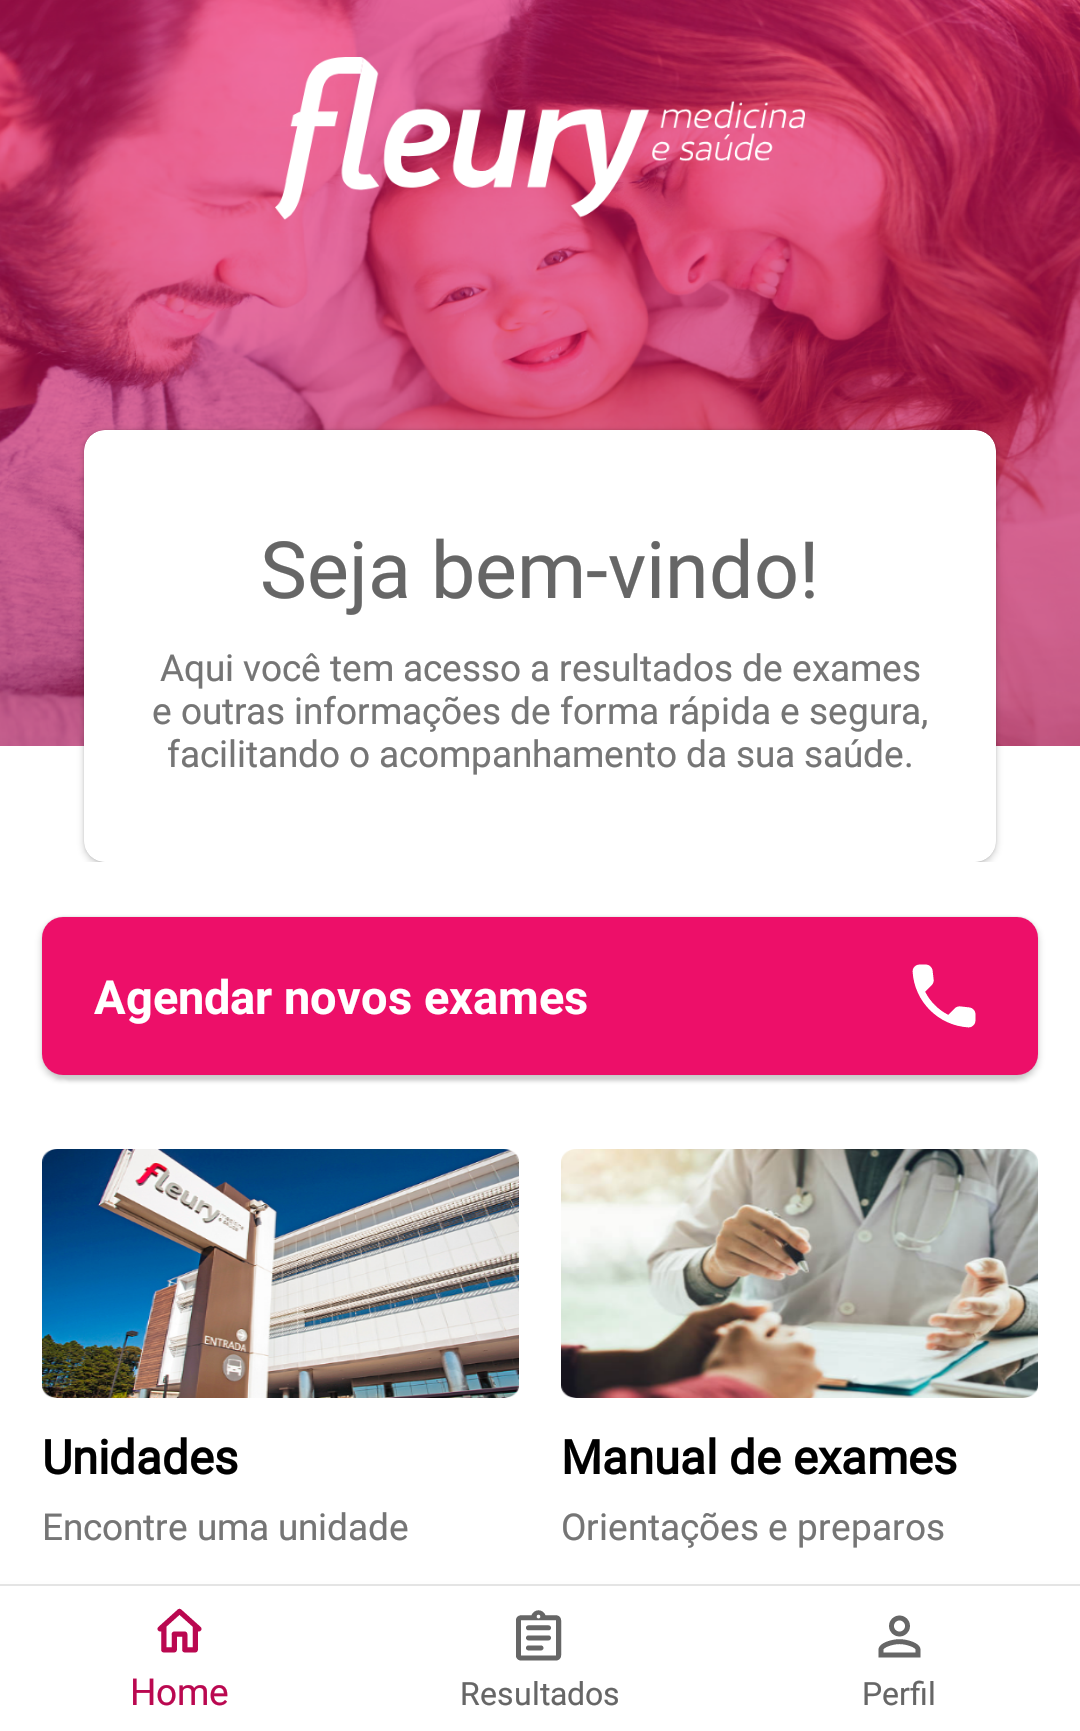 fleury medicina
e saúde
Seja bem-vindo!
Aqui você tem acesso a resultados de exames
e outras informações de forma rápida e segura,
facilitando o acompanhamento da sua saúde.
Agendar novos exames
fleury
ENTRADA
Unidades
Encontre uma unidade
Manual de exames
Orientações e preparos
Home
Resultados
Perfil